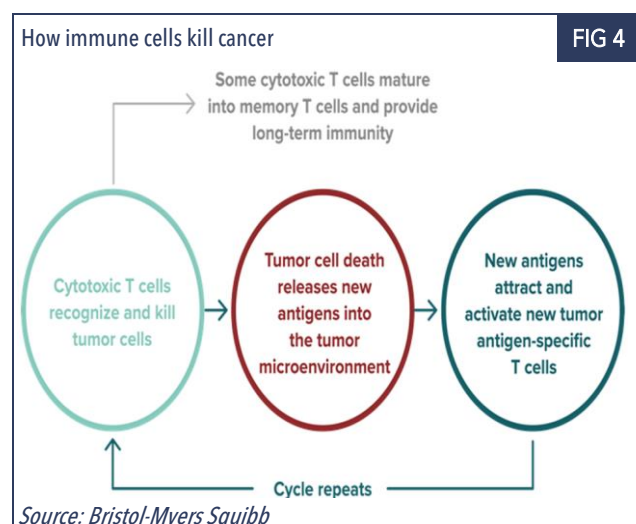 How immune cells kill cancer
FIG 4
Some cytotoxic T cells mature
into memory T cells and provide
long-term immunity
Cytotoxic T cells
recognize and kill
tumor cells
Tumor cell death
releases new
antigens into
the tumor
microenvironment
New antigens
attract and
activate new tumor
antigen-specific
T cells
Cycle repeats
Source: Bristol-Myers Squibb